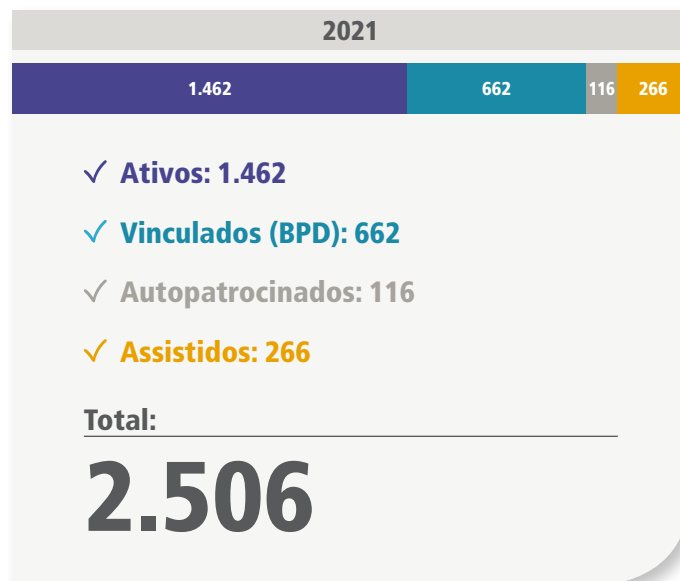 2021
1.462 662 116 266
Ativos: 1.462
Vinculados (BPD): 662
Autopatrocinados: 116
Assistidos: 266
Total:
2.506